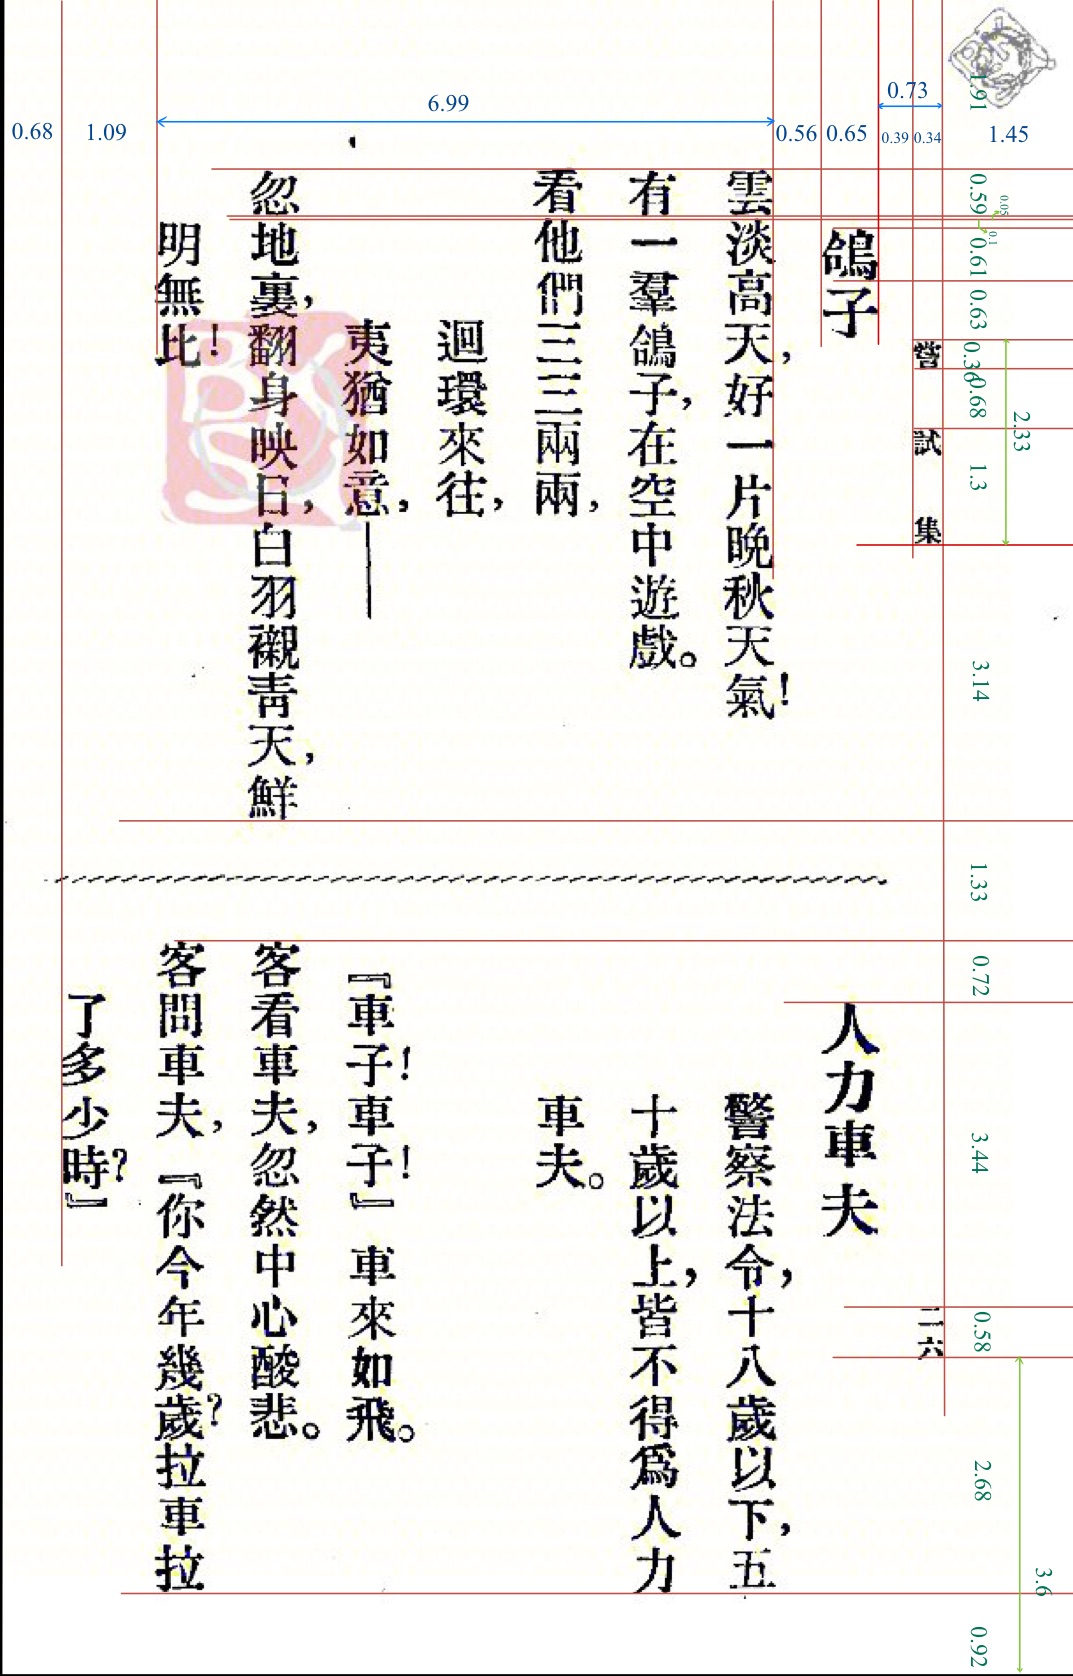 嘗試集
二六
鴿子
雲淡高天,好一片晚秋天氣!
有一羣鴿子,在空中遊戲。
看他們三三兩兩,
迴環來往,
夷猶如意,——
忽地裏,翻身映日,白羽襯青天,鮮
明無比!
人力車夫
警察法令,十八歲以下,五
十歲以上,皆不得爲人力
車夫。
『車子!車子!』車來如飛。
客看車夫,忽然中心酸悲。
客問車夫,『你今年幾歲?拉車拉
了多少時?』
0.73
6.99
0.68
1.09
0.56
0.65
0.39
0.34
1.45
1.91
0.59
0.05
0.1
0.61
0.63
0.36
0.68
2.33
1.3
3.14
1.33
0.72
3.44
0.58
2.68
3.6
0.92